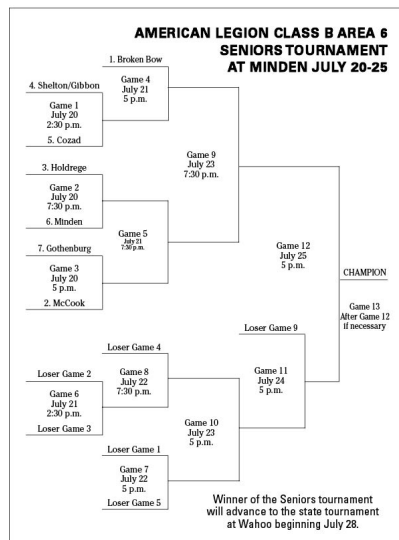 AMERICAN LEGION CLASS B AREA 6
SENIORS TOURNAMENT
AT MINDEN JULY 20-25
1. Broken Bow
Game 4
July 21
5 p.m.
4. Shelton/Gibbon
Game 1
July 20
2:30 p.m.
5. Cozad
Game 9
July 23
7:30 p.m.
3. Holdrege
Game 2
July 20
7:30 p.m.
6. Minden
Game 5
July 21
7:30 p.m.
7. Gothenburg
Game 3
July 20
5 p.m.
2. McCook
Game 12
July 25
5 p.m.
CHAMPION
Game 13
After Game 12
if necessary
Loser Game 9
Loser Game 4
Game 8
July 22
7:30 p.m.
Game 11
July 24
5 p.m.
Loser Game 2
Game 6
July 21
2:30 p.m.
Loser Game 3
Game 10
July 23
5 p.m.
Loser Game 1
Game 7
July 22
5 p.m.
Loser Game 5
Winner of the Seniors tournament
will advance to the state tournament
at Wahoo beginning July 28.